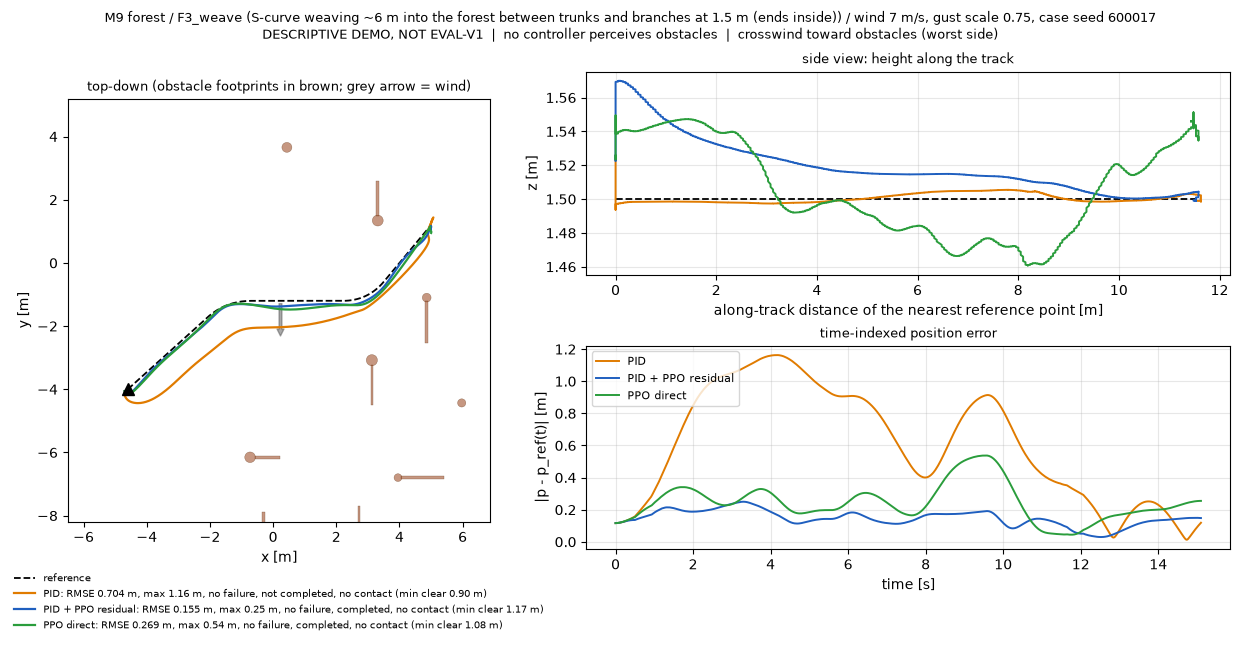 M9 forest / F3_weave (S-curve weaving ~6 m into the forest between trunks and branches at 1.5 m (ends inside)) / wind 7 m/s, gust scale 0.75, case seed 600017
DESCRIPTIVE DEMO, NOT EVAL-V1 | no controller perceives obstacles | crosswind toward obstacles (worst side)
top-down (obstacle footprints in brown; grey arrow = wind)
4
2
0
−2
−4
−6
−8
y [m]
−6 −4 −2 0 2 4 6
x [m]
reference
PID: RMSE 0.704 m, max 1.16 m, no failure, not completed, no contact (min clear 0.90 m)
PID + PPO residual: RMSE 0.155 m, max 0.25 m, no failure, completed, no contact (min clear 1.17 m)
PPO direct: RMSE 0.269 m, max 0.54 m, no failure, completed, no contact (min clear 1.08 m)
side view: height along the track
1.56
1.54
1.52
1.50
1.48
1.46
z [m]
0 2 4 6 8 10 12
along-track distance of the nearest reference point [m]
time-indexed position error
1.2
1.0
0.8
0.6
0.4
0.2
0.0
|p - p_ref(t)| [m]
PID
PID + PPO residual
PPO direct
0 2 4 6 8 10 12 14
time [s]